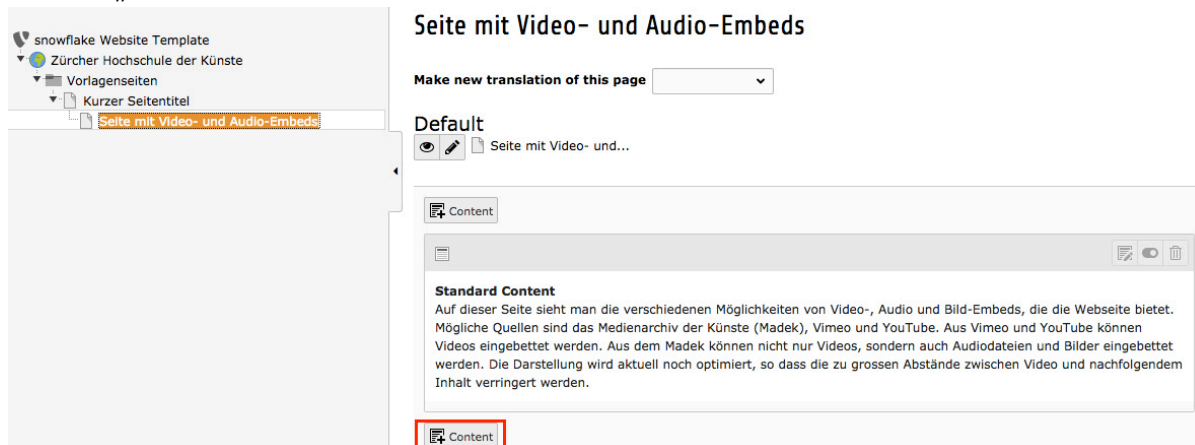 „
snowflake Website Template
Zürcher Hochschule der Künste
Vorlagenseiten
Kurzer Seitentitel
Seite mit Video- und Audio-Embeds
Seite mit Video- und Audio-Embeds
Make new translation of this page
Default
Seite mit Video- und...
Content
Standard Content
Auf dieser Seite sieht man die verschiedenen Möglichkeiten von Video-, Audio und Bild-Embeds, die die Webseite bietet.
Mögliche Quellen sind das Medienarchiv der Künste (Madek), Vimeo und YouTube. Aus Vimeo und YouTube können
Videos eingebettet werden. Aus dem Madek können nicht nur Videos, sondern auch Audiodateien und Bilder eingebettet
werden. Die Darstellung wird aktuell noch optimiert, so dass die zu grossen Abstände zwischen Video und nachfolgendem
Inhalt verringert werden.
Content